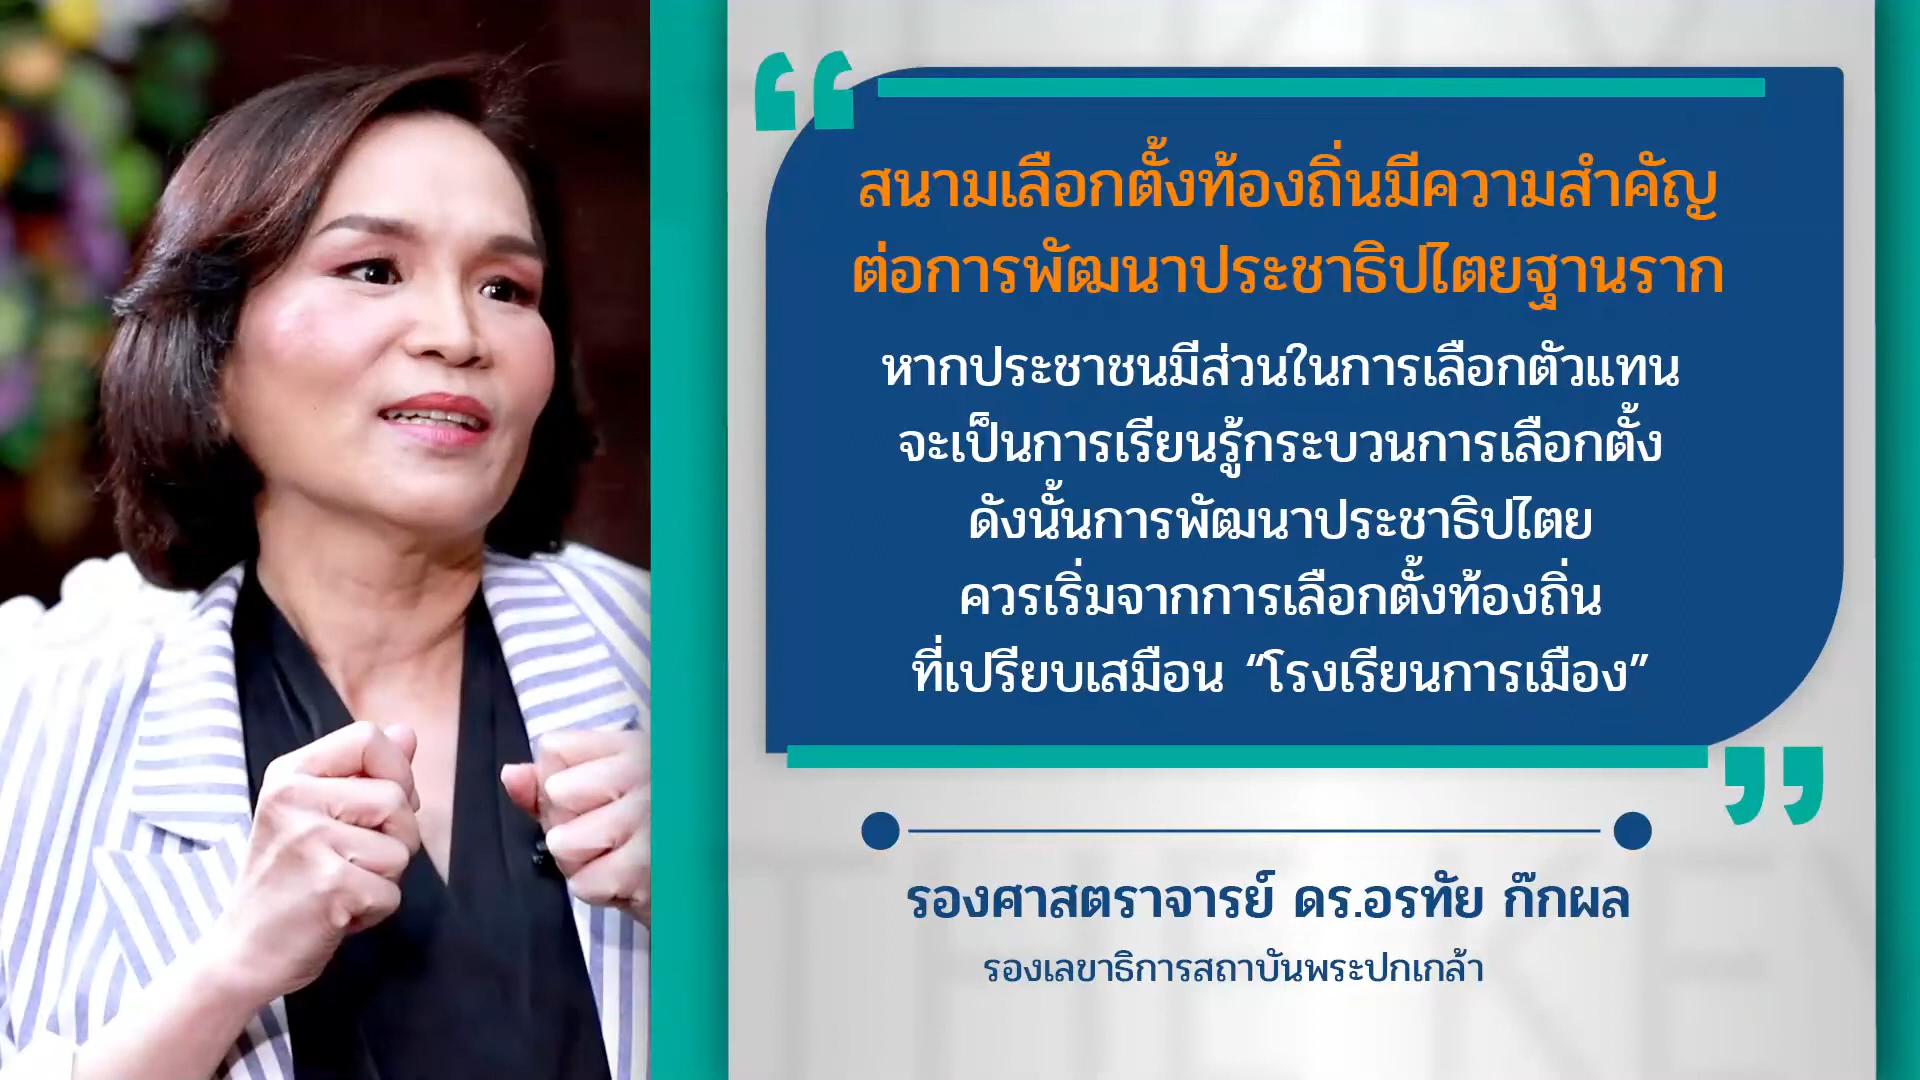 สนามเลือกตั้งท้องถิ่นมีความสำคัญ
ต่อการพัฒนาประชาธิปไตยฐานราก
หากประชาชนมีส่วนในการเลือกตัวแทน
จะเป็นการเรียนรู้กระบวนการเลือกตั้ง
ดังนั้นการพัฒนาประชาธิปไตย
ควรเริ่มจากการเลือกตั้งท้องถิ่น
ที่เปรียบเสมือน “โรงเรียนการเมือง”
รองศาสตราจารย์ ดร.อรทัย ก๊กผล
รองเลขาธิการสถาบันพระปกเกล้า